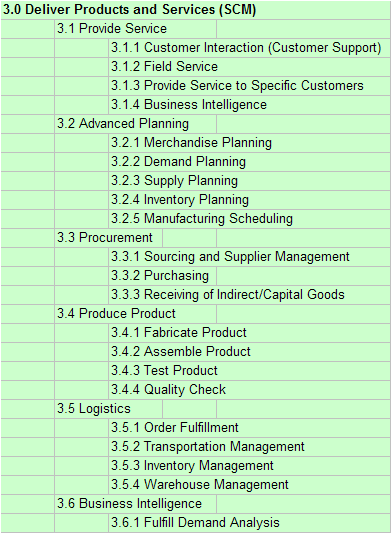 3.0 Deliver Products and Services (SCM)
3.1 Provide Service
3.1.1 Customer Interaction (Customer Support)
3.1.2 Field Service
3.1.3 Provide Service to Specific Customers
3.1.4 Business Intelligence
3.2 Advanced Planning
3.2.1 Merchandise Planning
3.2.2 Demand Planning
3.2.3 Supply Planning
3.2.4 Inventory Planning
3.2.5 Manufacturing Scheduling
3.3 Procurement
3.3.1 Sourcing and Supplier Management
3.3.2 Purchasing
3.3.3 Receiving of Indirect/Capital Goods
3.4 Produce Product
3.4.1 Fabricate Product
3.4.2 Assemble Product
3.4.3 Test Product
3.4.4 Quality Check
3.5 Logistics
3.5.1 Order Fulfillment
3.5.2 Transportation Management
3.5.3 Inventory Management
3.5.4 Warehouse Management
3.6 Business Intelligence
3.6.1 Fulfill Demand Analysis